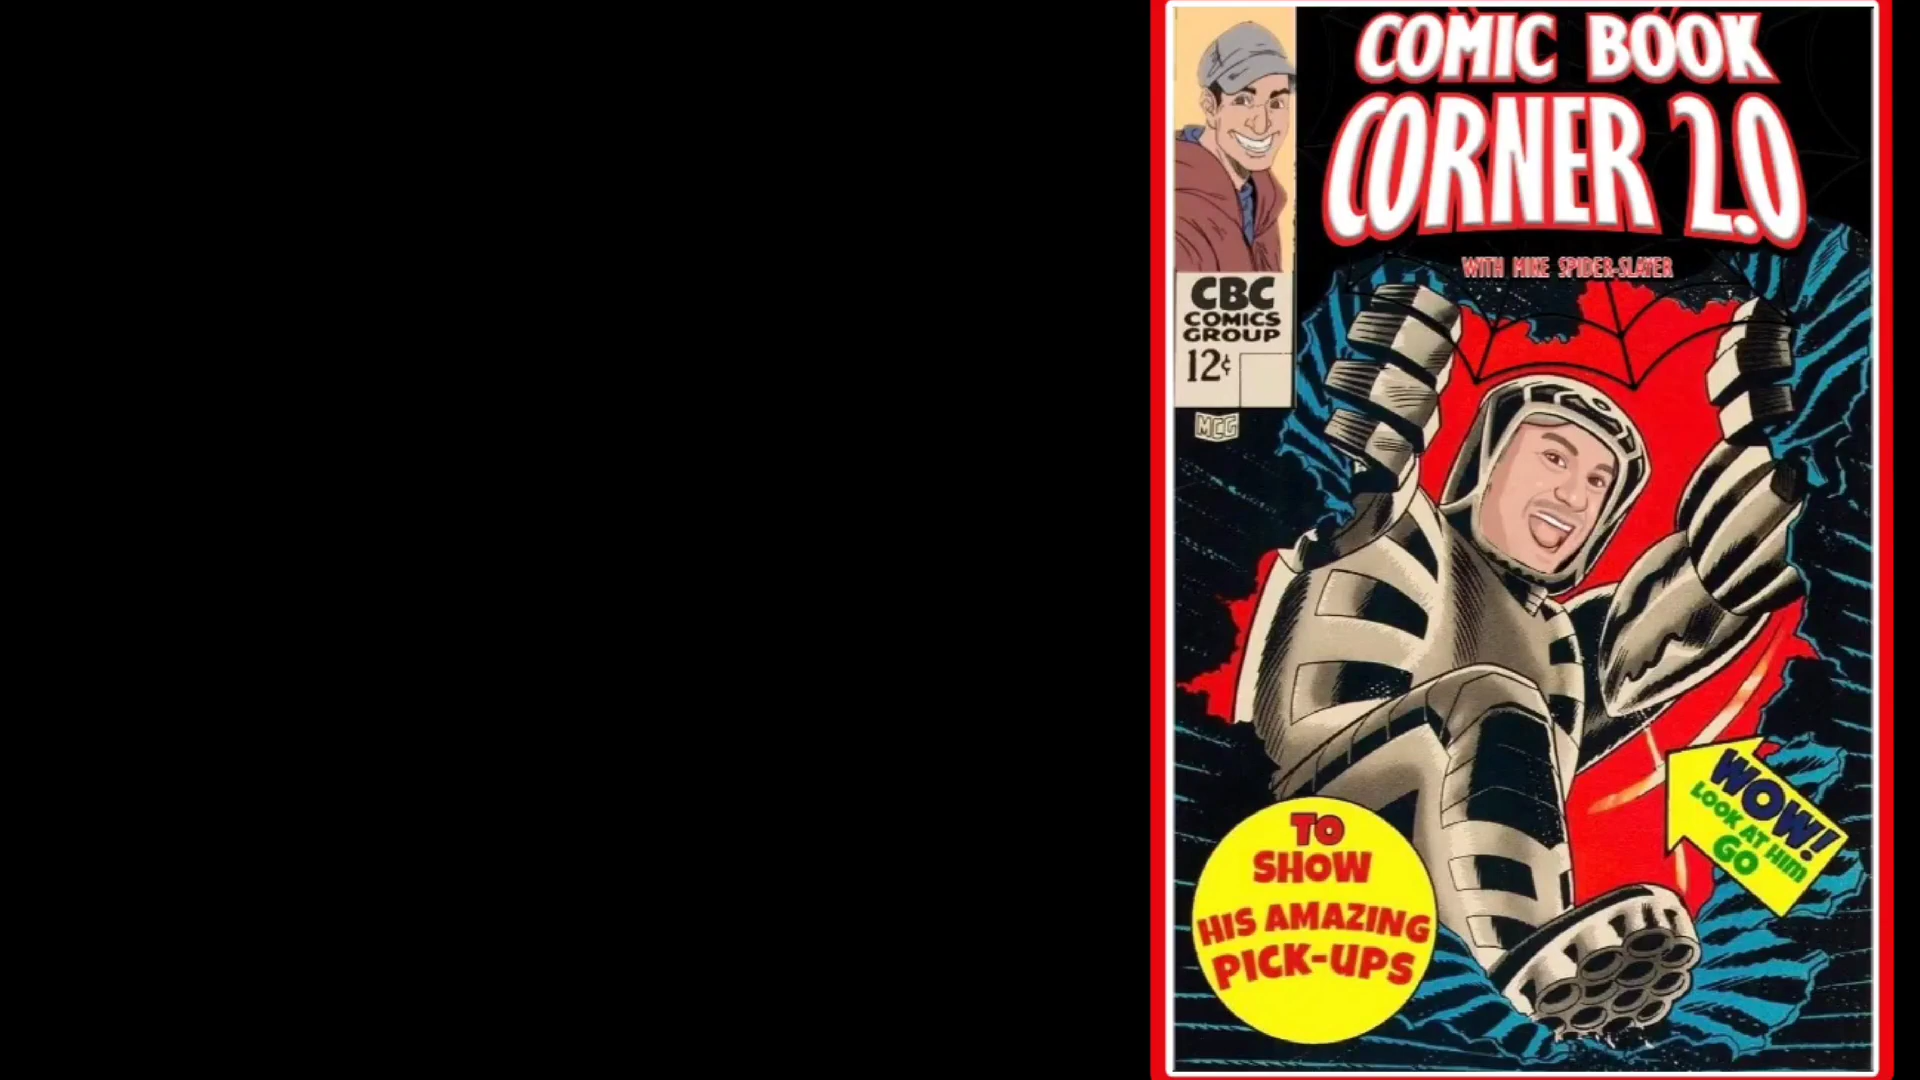 COMIC BOOK
CORNER 2.0
WITH MIKE SPIDER-SLAYER
CBC
COMICS
GROUP
12¢
MCG
WOW!
LOOK AT HIM
GO
TO
SHOW
HIS AMAZING
PICK-UPS